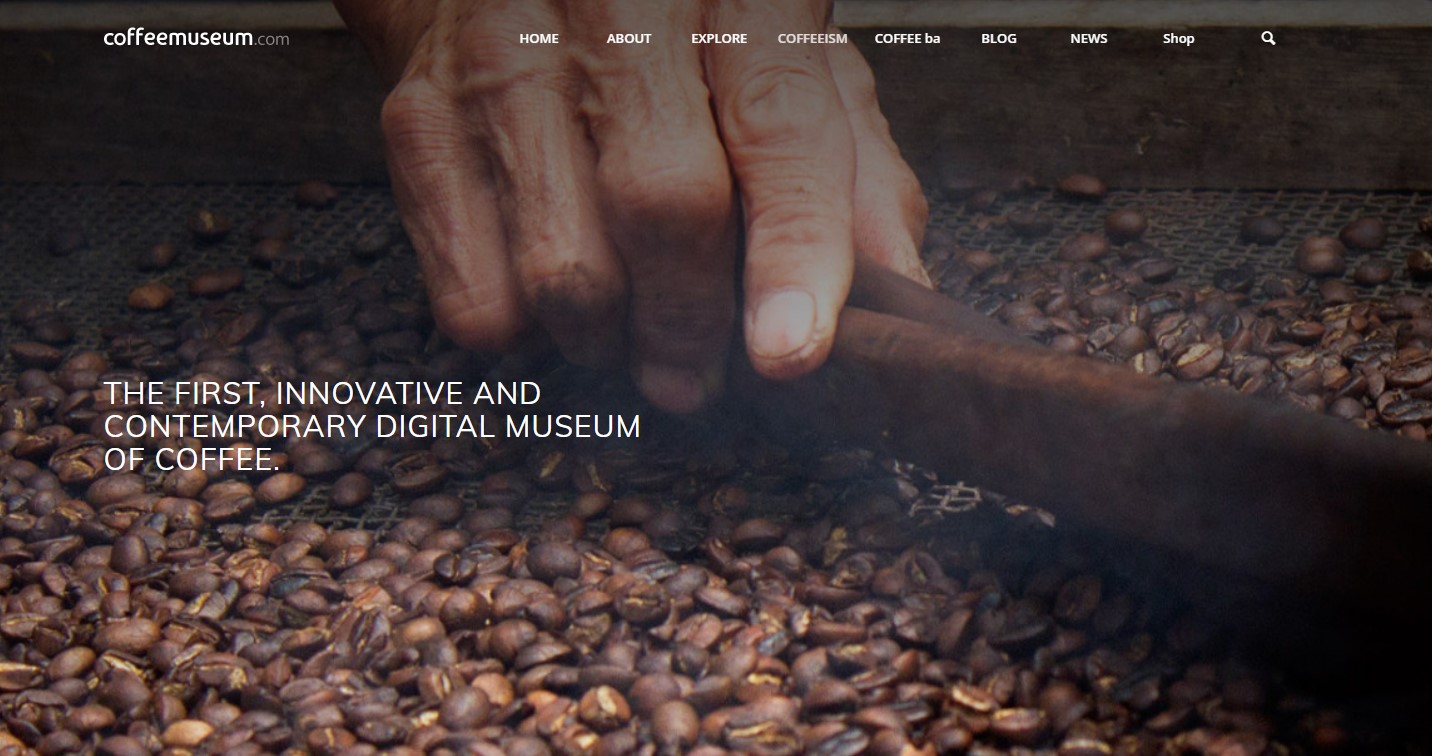 coffeemuseum.com
HOME ABOUT EXPLORE COFFEEISM COFFEE ba BLOG NEWS Shop
THE FIRST, INNOVATIVE AND
CONTEMPORARY DIGITAL MUSEUM
OF COFFEE.